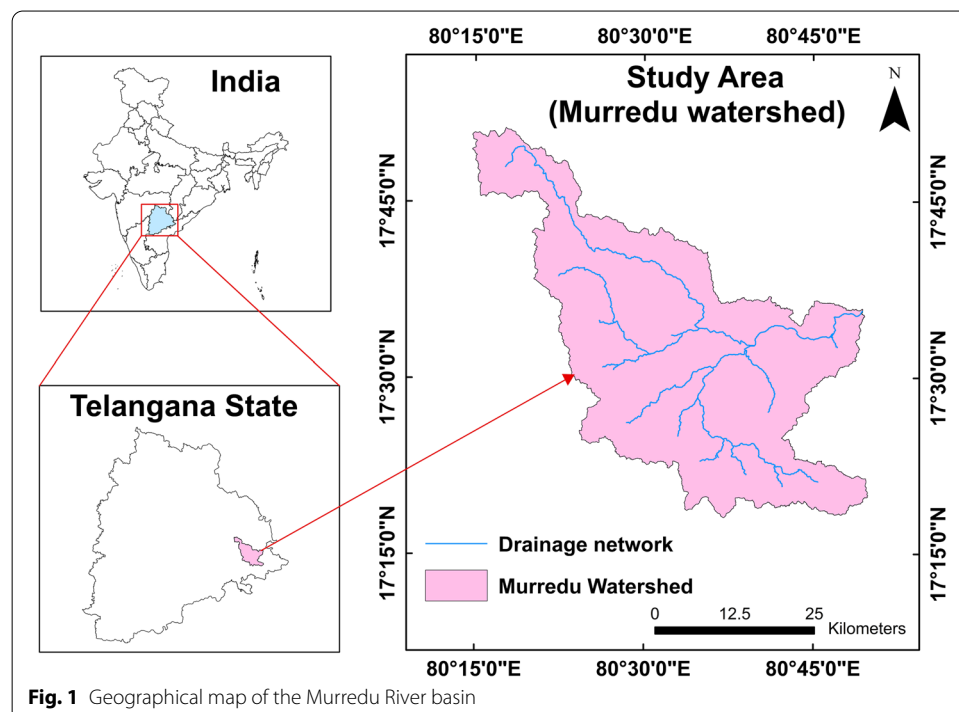 India
Telangana State
80°15'0"E 80°30'0"E 80°45'0"E
Study Area
(Murredu watershed)
N
17°45'0"N 17°45'0"N
17°30'0"N 17°30'0"N
17°15'0"N 17°15'0"N
Drainage network
Murredu Watershed
0 12.5 25
Kilometers
80°15'0"E 80°30'0"E 80°45'0"E
Fig. 1 Geographical map of the Murredu River basin